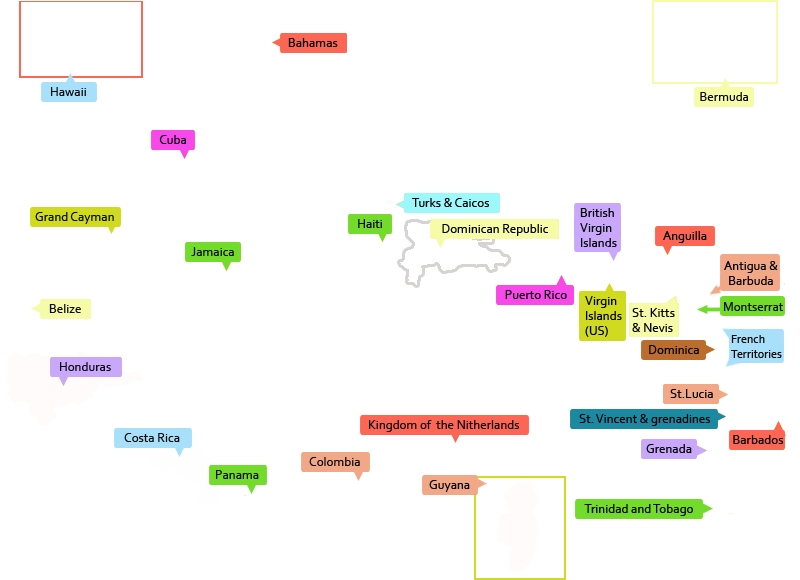 Bahamas
Hawaii
Bermuda
Cuba
Turks & Caicos
Grand Cayman
Haiti
Dominican Republic
British
Virgin
Islands
Anguilla
Jamaica
Antigua &
Barbuda
Puerto Rico
Virgin
Islands
(US)
St. Kitts
& Nevis
Montserrat
Belize
Dominica
French
Territories
Honduras
St.Lucia
St. Vincent & grenadines
Kingdom of the Nitherlands
Costa Rica
Barbados
Grenada
Colombia
Panama
Guyana
Trinidad and Tobago